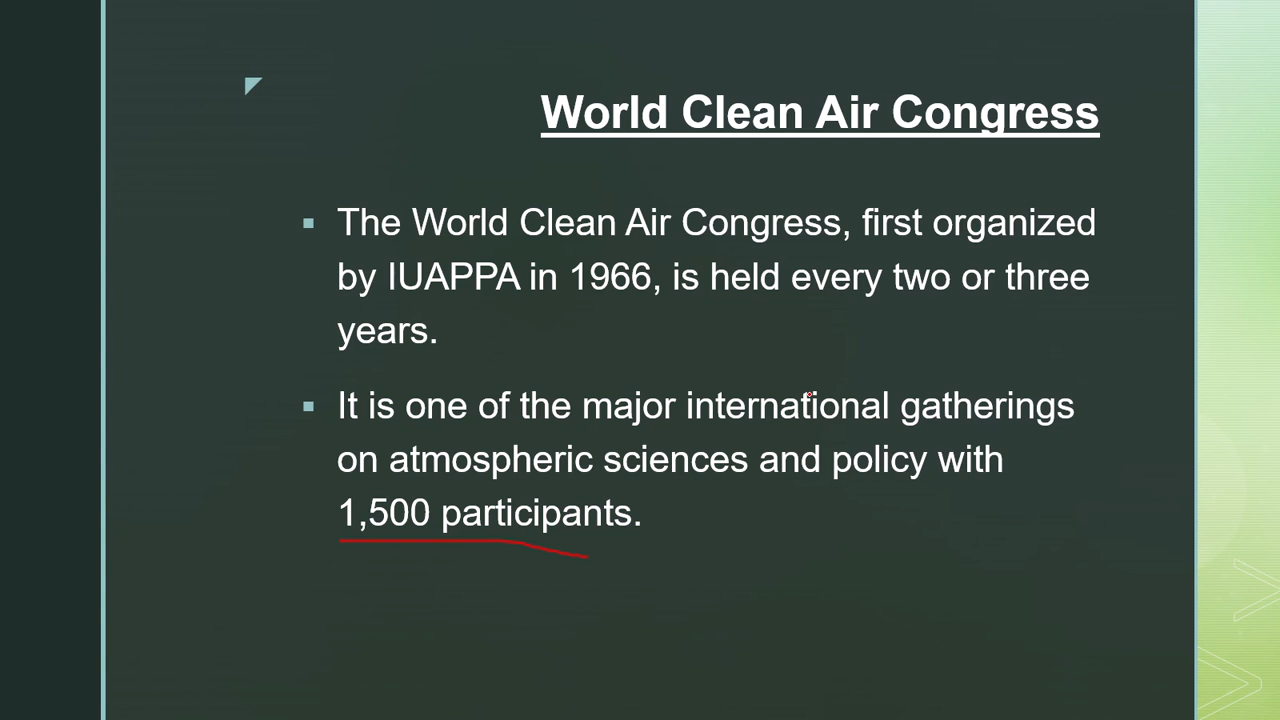 World Clean Air Congress
The World Clean Air Congress, first organized
by IUAPPA in 1966, is held every two or three
years.
It is one of the major international gatherings
on atmospheric sciences and policy with
1,500 participants.